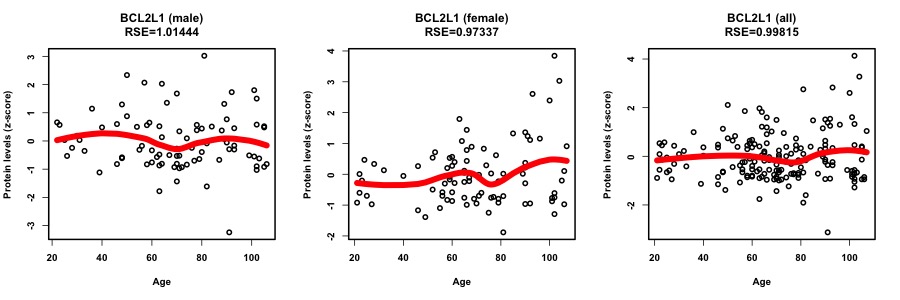 BCL2L1 (male)
RSE=1.01444
Protein levels (z-score)
3
2
1
0
-1
-2
-3
20
40
60
80
100
Age
BCL2L1 (female)
RSE=0.97337
Protein levels (z-score)
4
3
2
1
0
-1
-2
20
40
60
80
100
Age
BCL2L1 (all)
RSE=0.99815
Protein levels (z-score)
4
2
0
-2
20
40
60
80
100
Age